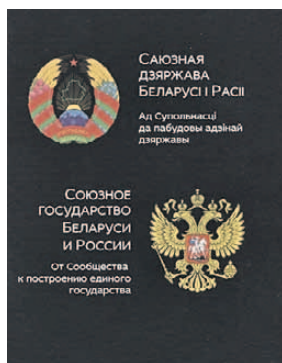 Саюзная
дзяржава
Беларусі і Расіі
Ад Супольнасці
да пабудовы адзінай
дзяржавы
Союзное
государство
Беларуси
и России
От Сообщества
к построению единого
государства